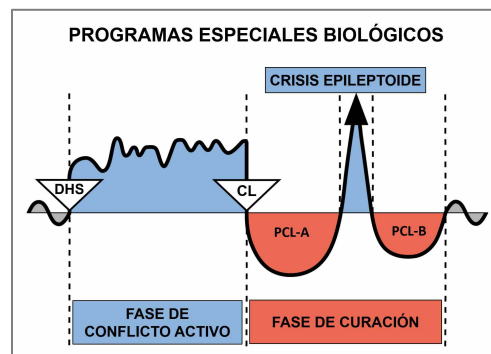 PROGRAMAS ESPECIALES BIOLÓGICOS
CRISIS EPILEPTOIDE
DHS
CL
PCL-A
PCL-B
FASE DE
CONFLICTO ACTIVO
FASE DE CURACIÓN